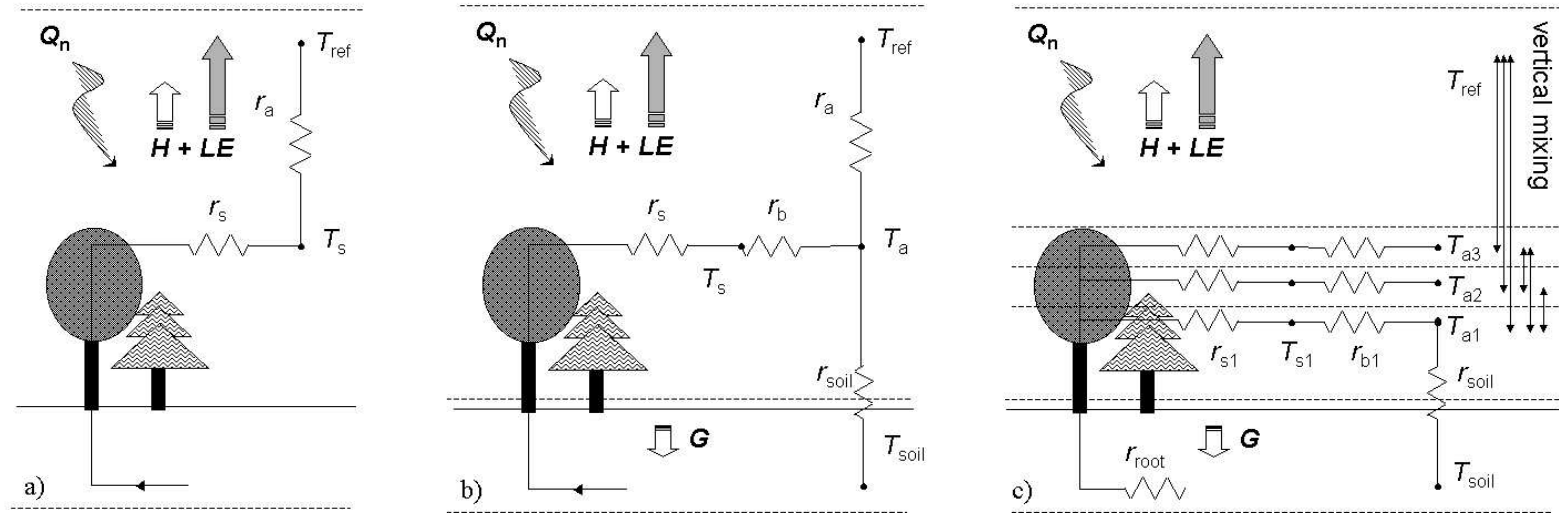 Qn
Tref
ra
H + LE
rs
Ts
a)
Qn
Tref
ra
H + LE
rs
rb
Ts
Ta
rsoil
G
Tsoil
b)
Qn
Tref
vertical mixing
H + LE
Ta3
Ta2
Ta1
rs1
Ts1
rb1
rsoil
G
rroot
Tsoil
c)